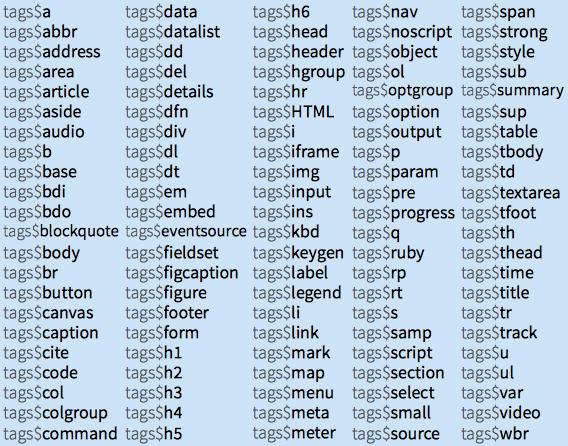 tags$a tags$data tags$h6 tags$nav tags$span
tags$abbr tags$datalist tags$head tags$noscript tags$strong
tags$address tags$dd tags$header tags$object tags$style
tags$area tags$del tags$hgroup tags$ol tags$sub
tags$article tags$details tags$hr tags$optgroup tags$summary
tags$aside tags$dfn tags$HTML tags$option tags$sup
tags$audio tags$div tags$i tags$output tags$table
tags$b tags$dl tags$iframe tags$p tags$tbody
tags$base tags$dt tags$img tags$param tags$td
tags$bdi tags$em tags$input tags$pre tags$textarea
tags$bdo tags$embed tags$ins tags$progress tags$tfoot
tags$blockquote tags$eventsource tags$kbd tags$q tags$th
tags$body tags$fieldset tags$keygen tags$ruby tags$thead
tags$br tags$figcaption tags$label tags$rp tags$time
tags$button tags$figure tags$legend tags$rt tags$title
tags$canvas tags$footer tags$li tags$s tags$tr
tags$caption tags$form tags$link tags$samp tags$track
tags$cite tags$h1 tags$mark tags$script tags$u
tags$code tags$h2 tags$map tags$section tags$ul
tags$col tags$h3 tags$menu tags$select tags$var
tags$colgroup tags$h4 tags$meta tags$small tags$video
tags$command tags$h5 tags$meter tags$source tags$wbr